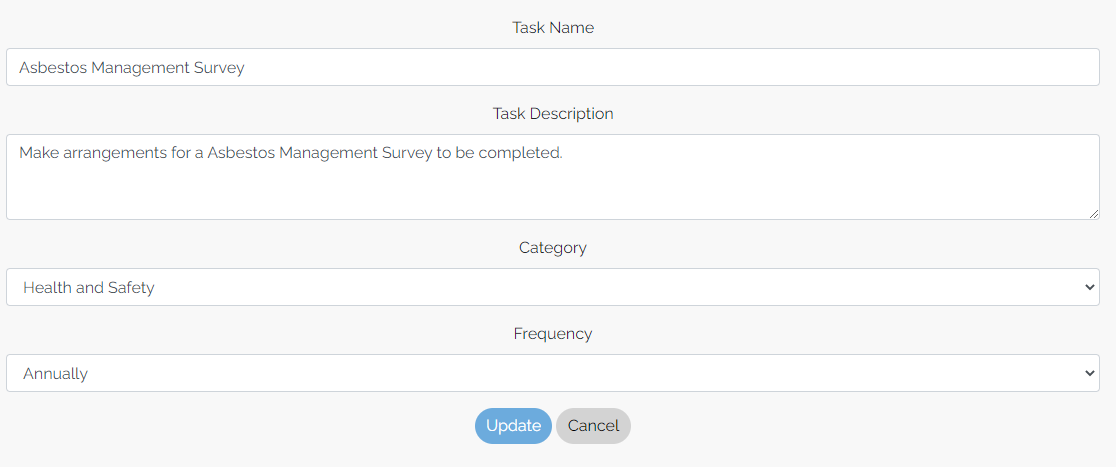 Task Name
Asbestos Management Survey
Task Description
Make arrangements for a Asbestos Management Survey to be completed.
Category
Health and Safety
Frequency
Annually
Update Cancel